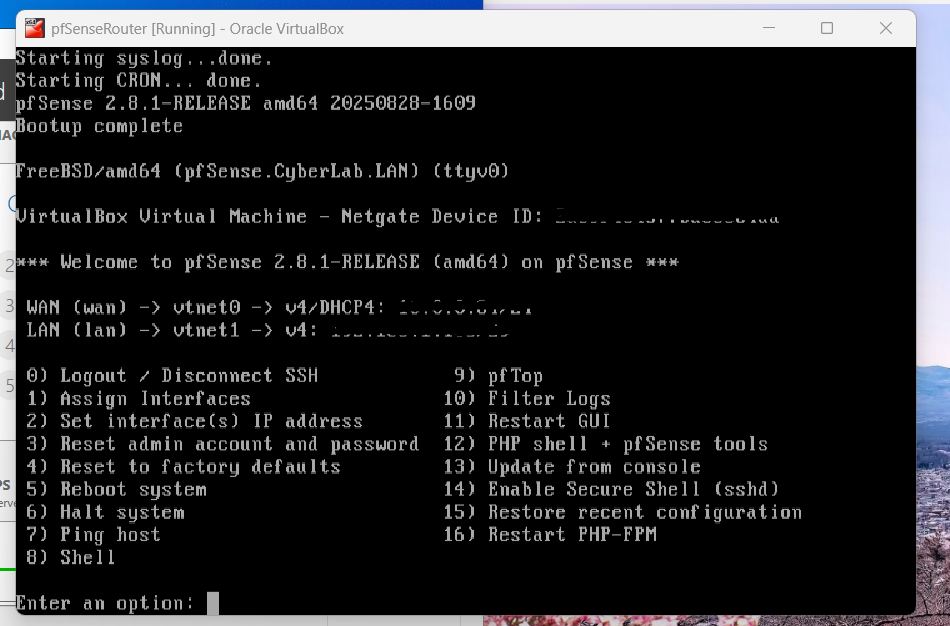 pfSenseRouter [Running] - Oracle VirtualBox
Starting syslog...done.
Starting CRON... done.
pfSense 2.8.1-RELEASE amd64 20250828-1609
Bootup complete
FreeBSD/amd64 (pfSense.CyberLab.LAN) (ttyv0)
VirtualBox Virtual Machine - Netgate Device ID:
*** Welcome to pfSense 2.8.1-RELEASE (amd64) on pfSense ***
WAN (wan) -> vtnet0 -> v4/DHCP4:
LAN (lan) -> vtnet1 -> v4:
0) Logout / Disconnect SSH 9) pfTop
1) Assign Interfaces 10) Filter Logs
2) Set interface(s) IP address 11) Restart GUI
3) Reset admin account and password 12) PHP shell + pfSense tools
4) Reset to factory defaults 13) Update from console
5) Reboot system 14) Enable Secure Shell (sshd)
6) Halt system 15) Restore recent configuration
7) Ping host 16) Restart PHP-FPM
8) Shell
Enter an option:
2
3
4
5